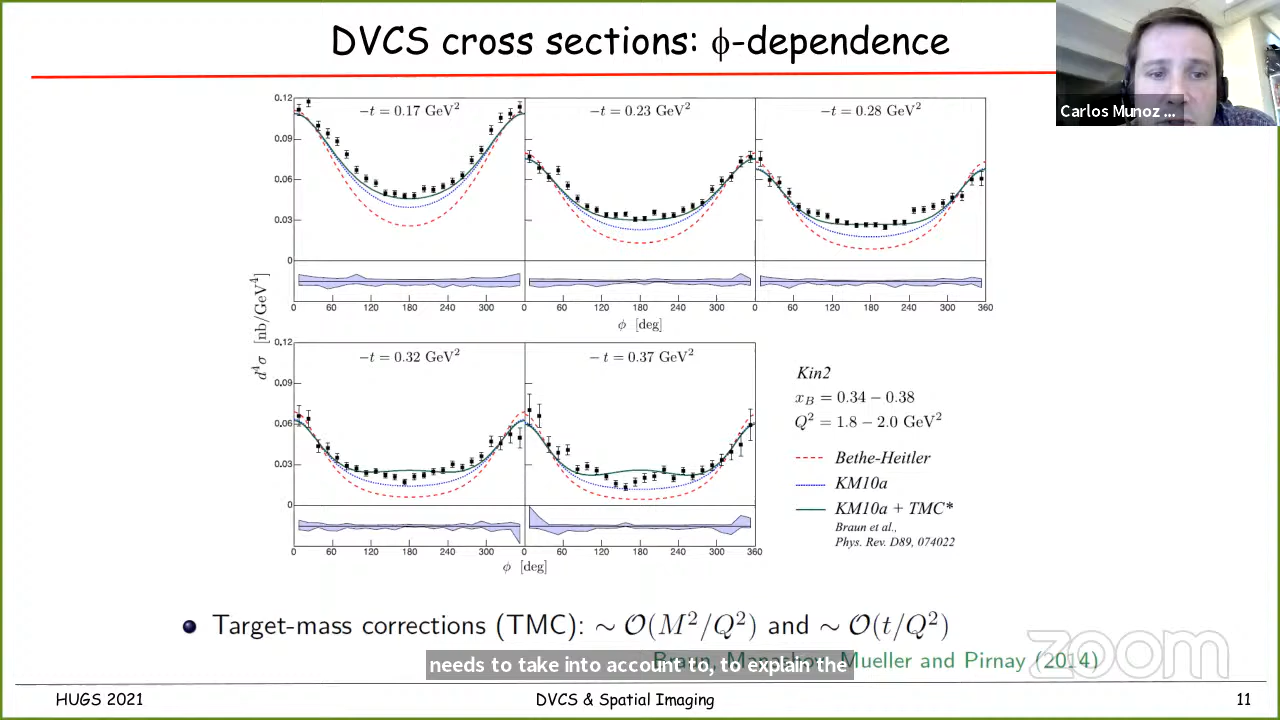 DVCS cross sections: ϕ-dependence
Carlos Munoz ...
−t = 0.17 GeV²
−t = 0.23 GeV²
−t = 0.28 GeV²
0.12
0.09
0.06
0.03
0
0 60 120 180 240 300
0 60 120 180 240 300
0 60 120 180 240 300 360
ϕ [deg]
d⁴σ [nb/GeV⁴]
−t = 0.32 GeV²
− t = 0.37 GeV²
0.12
0.09
0.06
0.03
0
0 60 120 180 240 300
0 60 120 180 240 300 360
ϕ [deg]
Kin2
x_B = 0.34 − 0.38
Q² = 1.8 − 2.0 GeV²
Bethe-Heitler
KM10a
KM10a + TMC*
Braun et al.,
Phys. Rev. D89, 074022
Target-mass corrections (TMC): ∼ O(M²/Q²) and ∼ O(t/Q²)
Mueller and Pirnay (2014)
needs to take into account to, to explain the
zoom
HUGS 2021
DVCS & Spatial Imaging
11